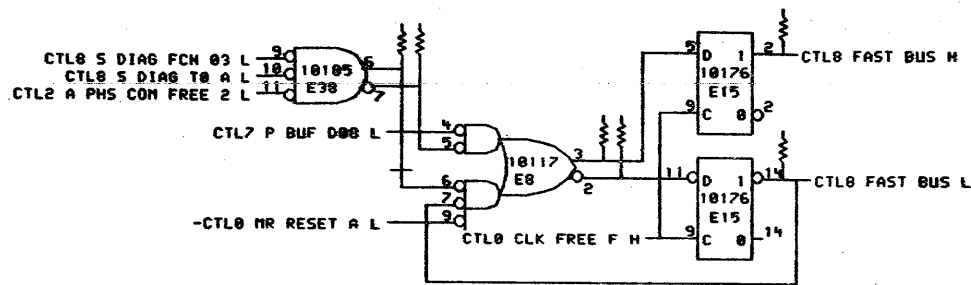 CTL8 S DIAG FCN 03 L
CTL8 S DIAG T0 A L
CTL2 A PHS COM FREE 2 L
9
10
11
10105
E38
6
7
CTL7 P BUF D08 L
4
5
10117
E8
3
2
6
7
9
-CTL0 MR RESET A L
CTL0 CLK FREE F H
5 D 1 2
10176
E15
9 C 0 2
CTL8 FAST BUS H
11 D 1 14
10176
E15
9 C 0 14
CTL8 FAST BUS L